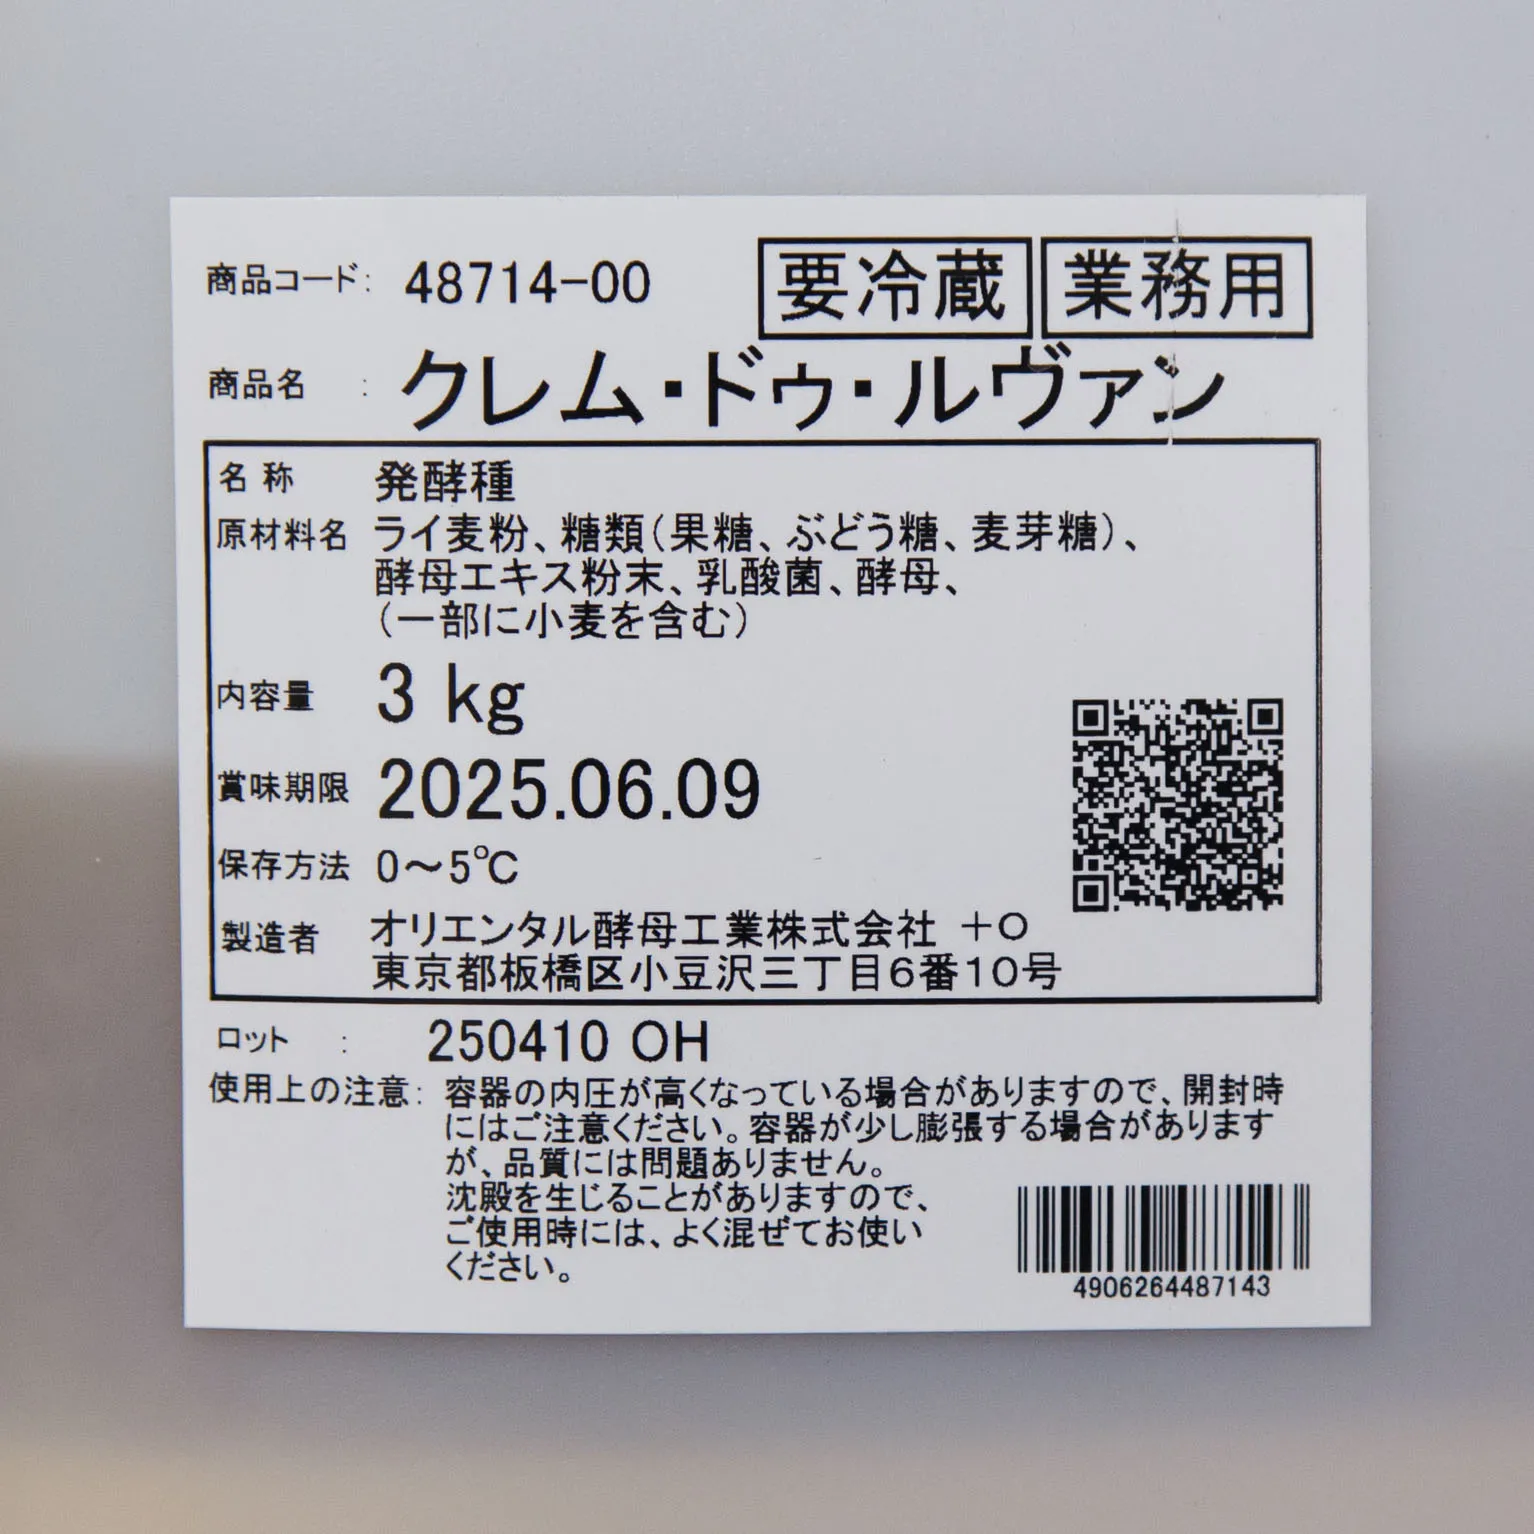 商品コード: 48714-00 要冷蔵 業務用
商品名 : クレム・ドゥ・ルヴァン
名 称 発酵種
原材料名 ライ麦粉、糖類(果糖、ぶどう糖、麦芽糖)、
酵母エキス粉末、乳酸菌、酵母、
(一部に小麦を含む)
内容量 3 kg
賞味期限 2025.06.09
保存方法 0～5℃
製造者 オリエンタル酵母工業株式会社 +O
東京都板橋区小豆沢三丁目6番10号
ロット : 250410 OH
使用上の注意: 容器の内圧が高くなっている場合がありますので、開封時
にはご注意ください。容器が少し膨張する場合があります
が、品質には問題ありません。
沈殿を生じることがありますので、
ご使用時には、よく混ぜてお使い
ください。
4906264487143